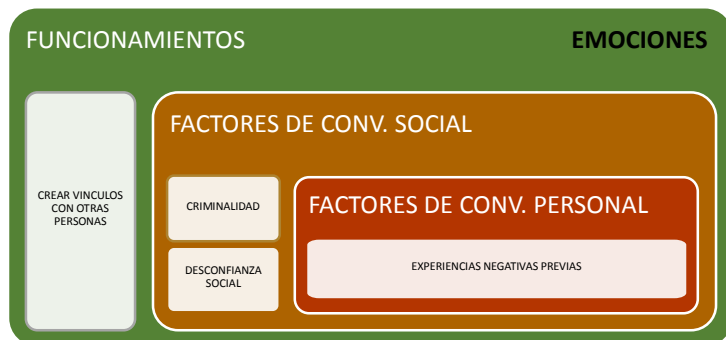 FUNCIONAMIENTOS
EMOCIONES
CREAR VINCULOS
CON OTRAS
PERSONAS
FACTORES DE CONV. SOCIAL
CRIMINALIDAD
DESCONFIANZA
SOCIAL
FACTORES DE CONV. PERSONAL
EXPERIENCIAS NEGATIVAS PREVIAS